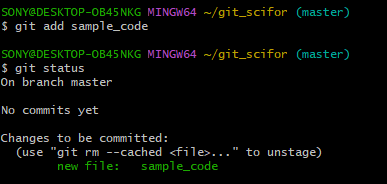 SONY@DESKTOP-OB45NKG MINGW64 ~/git_scifor (master)
$ git add sample_code
SONY@DESKTOP-OB45NKG MINGW64 ~/git_scifor (master)
$ git status
On branch master
No commits yet
Changes to be committed:
  (use "git rm --cached <file>..." to unstage)
        new file:   sample_code